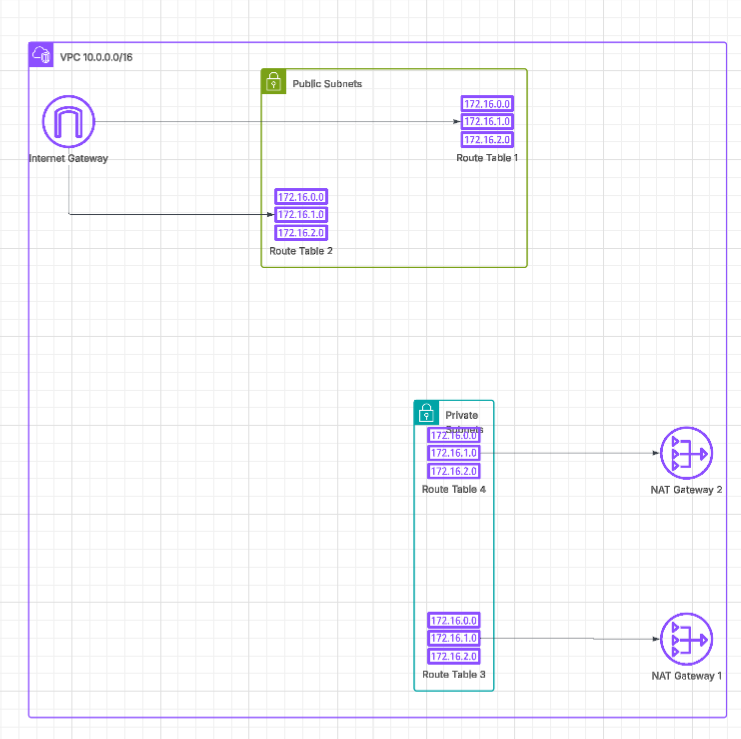 VPC 10.0.0.0/16
Public Subnets
172.16.0.0
172.16.1.0
172.16.2.0
Route Table 1
Internet Gateway
172.16.0.0
172.16.1.0
172.16.2.0
Route Table 2
Private
Subnets
172.16.0.0
172.16.1.0
172.16.2.0
Route Table 4
NAT Gateway 2
172.16.0.0
172.16.1.0
172.16.2.0
Route Table 3
NAT Gateway 1